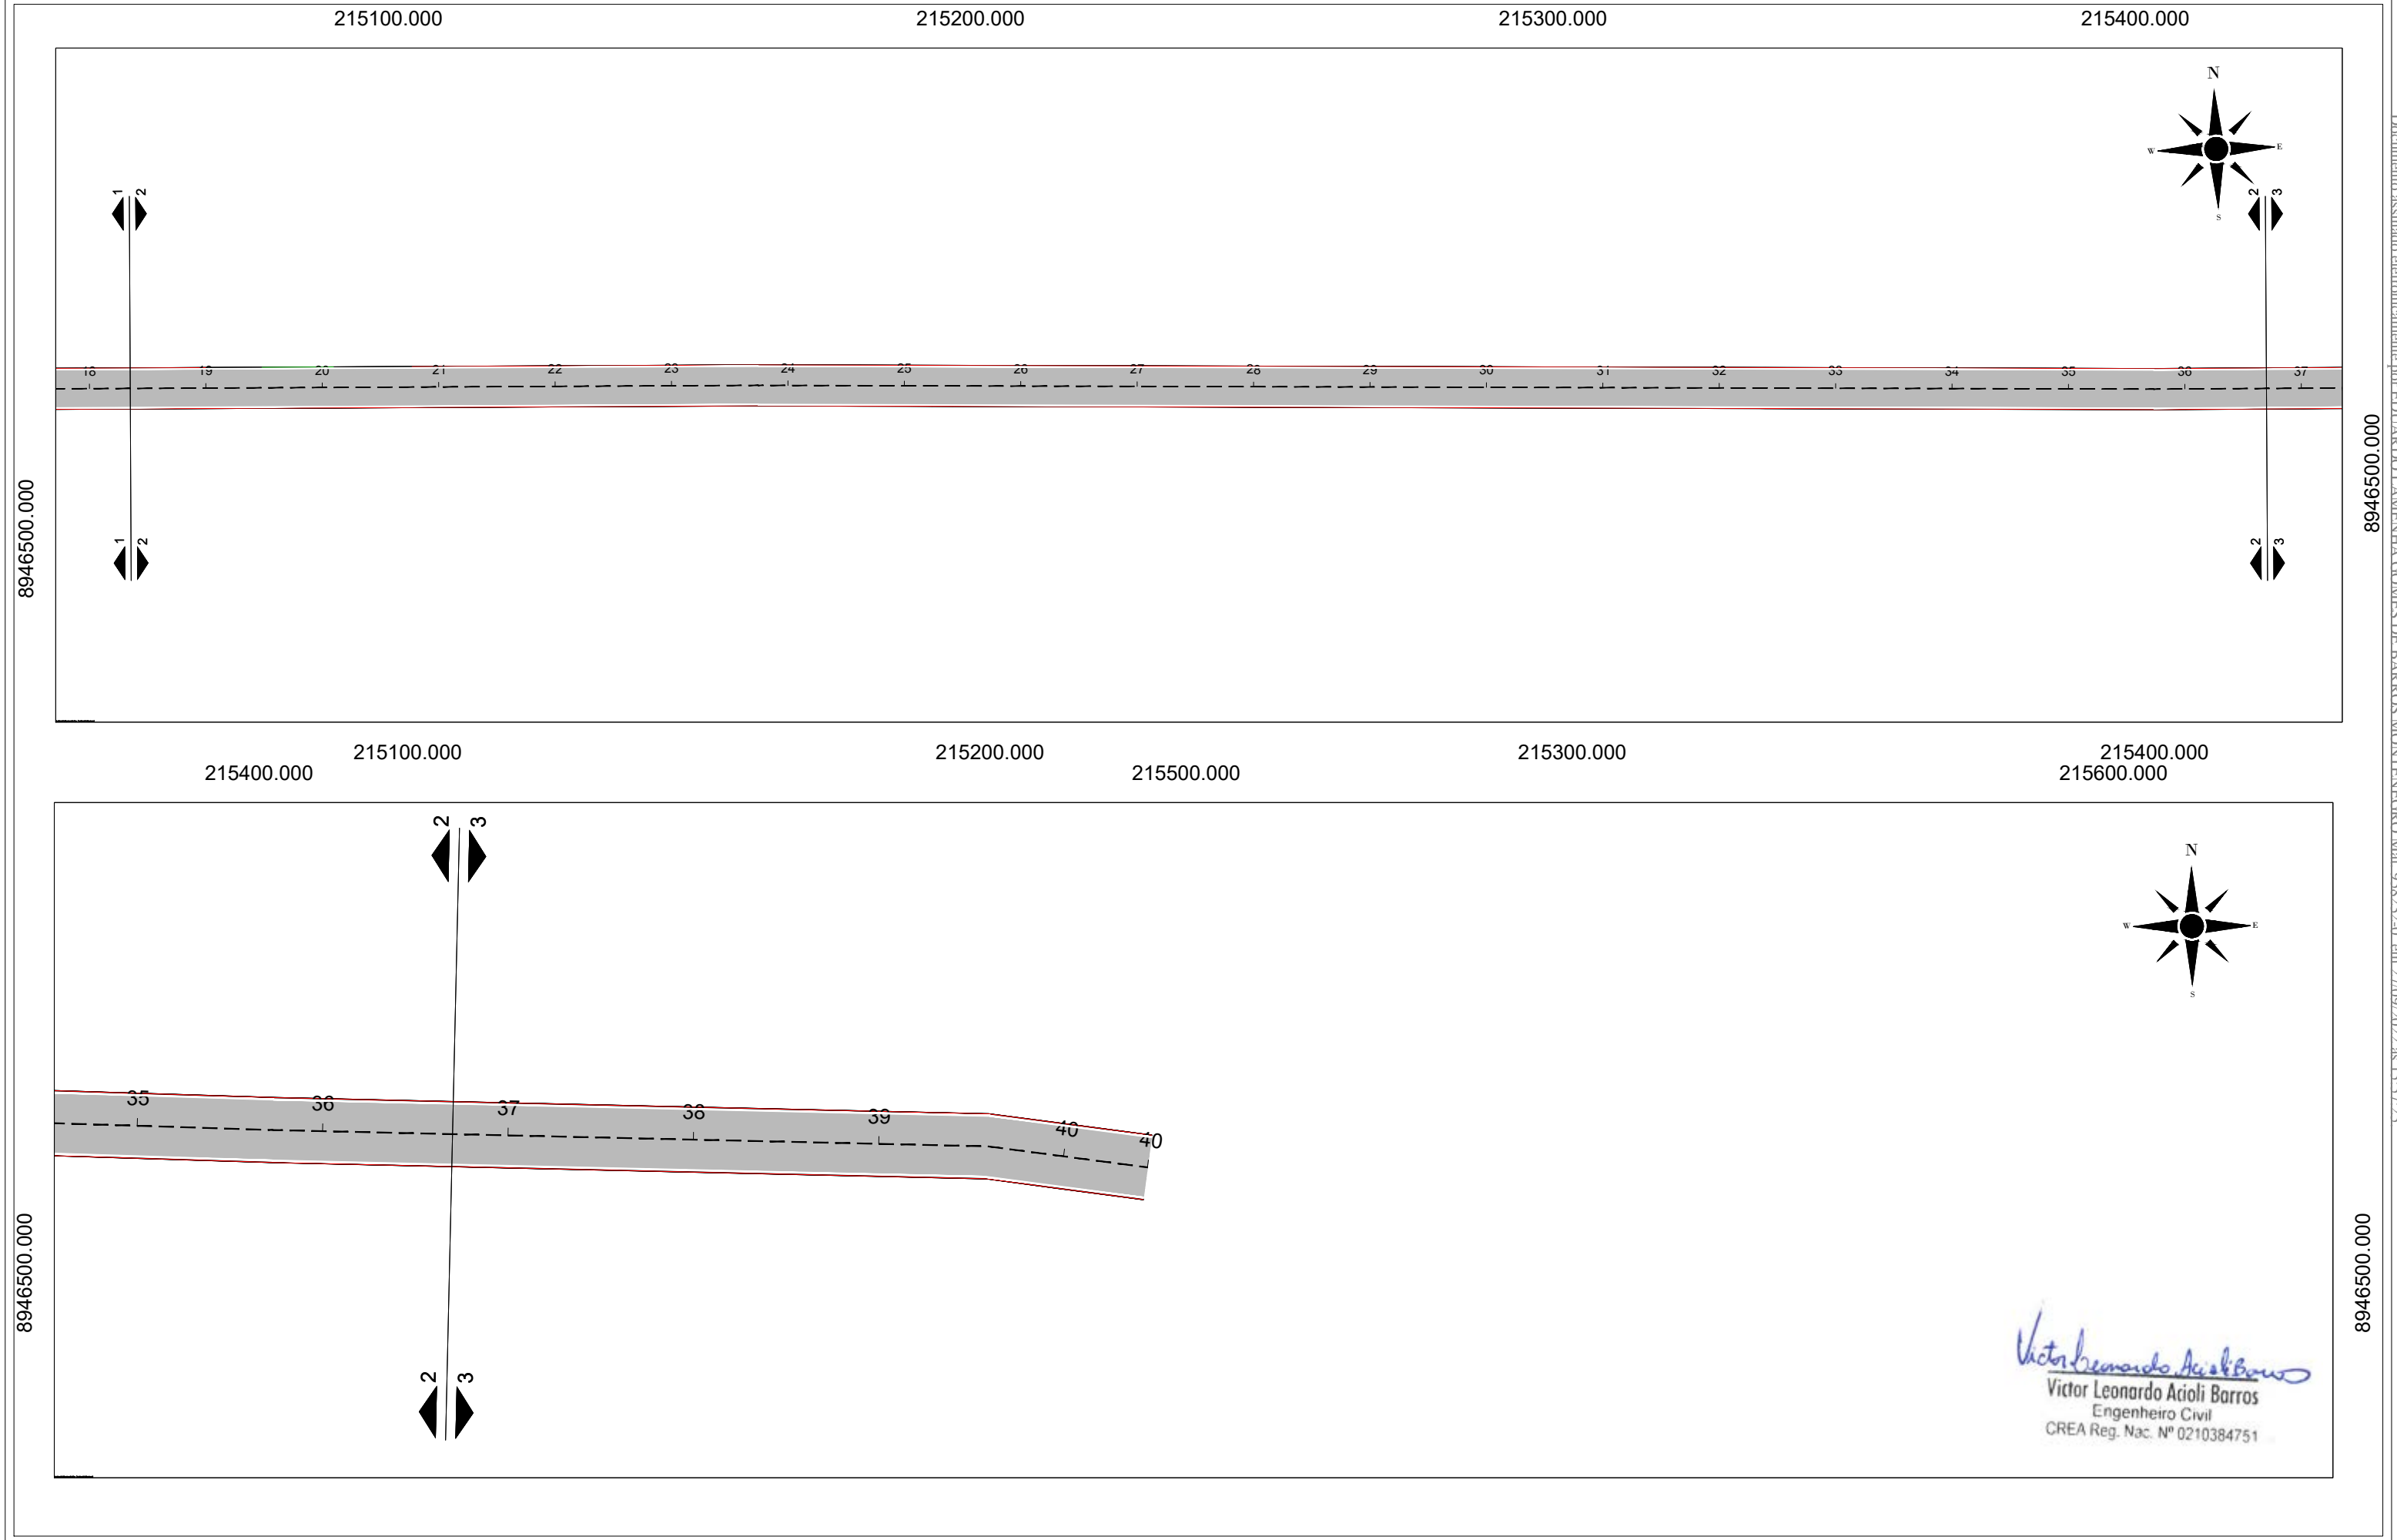 215100.000 215200.000 215300.000 215400.000
N
W E
S
1 2
2 3
18 19 20 21 22 23 24 25 26 27 28 29 30 31 32 33 34 35 36 37
8946500.000
8946500.000
1 2
2 3
215100.000 215200.000 215300.000 215400.000
215400.000 215500.000 215600.000
2 3
N
W E
S
35 36 37 38 39 40 40
8946500.000
8946500.000
2 3
Victor Leonardo Acioli Barros
Victor Leonardo Acioli Barros
Engenheiro Civil
CREA Reg. Nac. Nº 0210384751